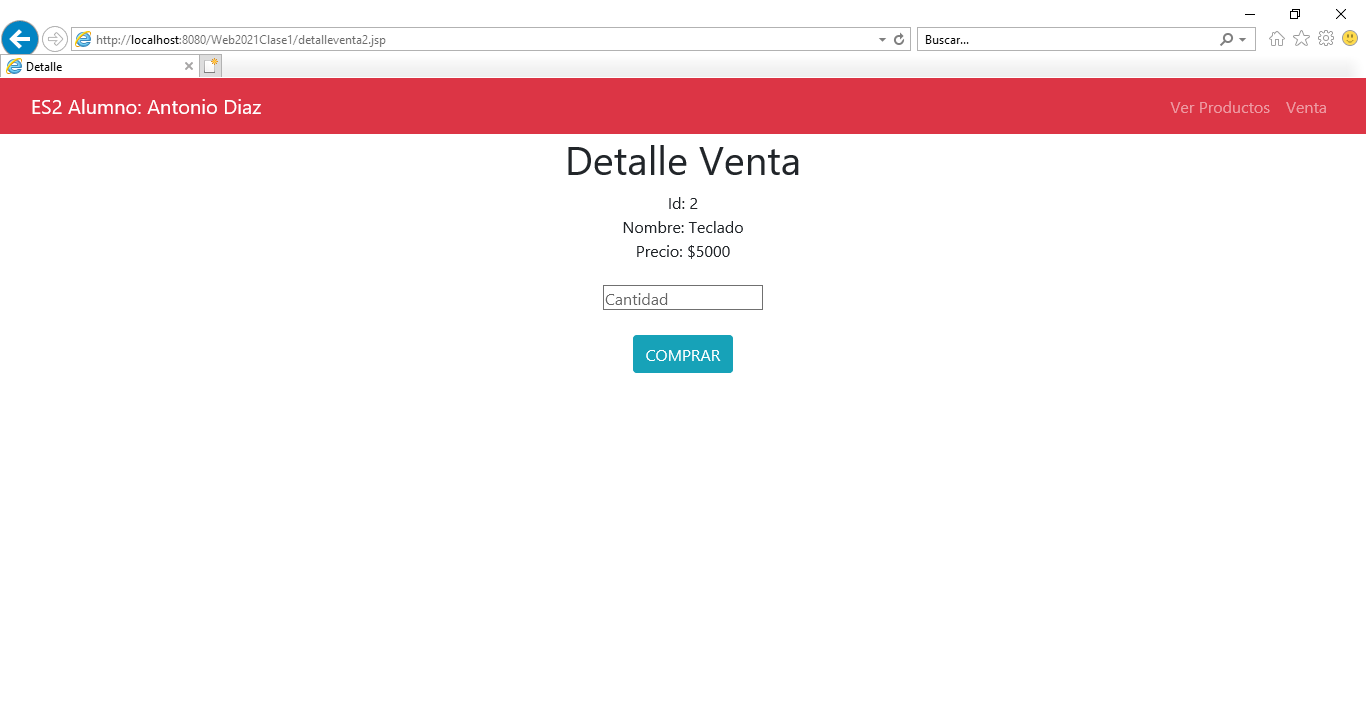 http://localhost:8080/Web2021Clase1/detalleventa2.jsp
Buscar...
Detalle
ES2 Alumno: Antonio Diaz
Ver Productos
Venta
Detalle Venta
Id: 2
Nombre: Teclado
Precio: $5000
Cantidad
COMPRAR